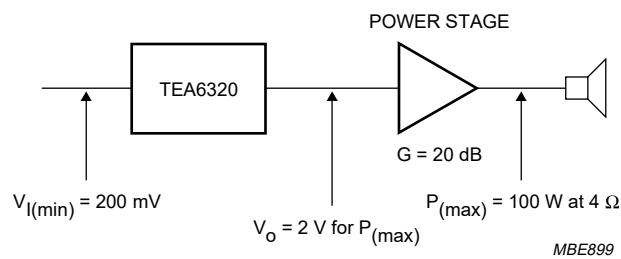 POWER STAGE
TEA6320
G = 20 dB
V_I(min) = 200 mV
V_o = 2 V for P_(max)
P_(max) = 100 W at 4 Ω
MBE899